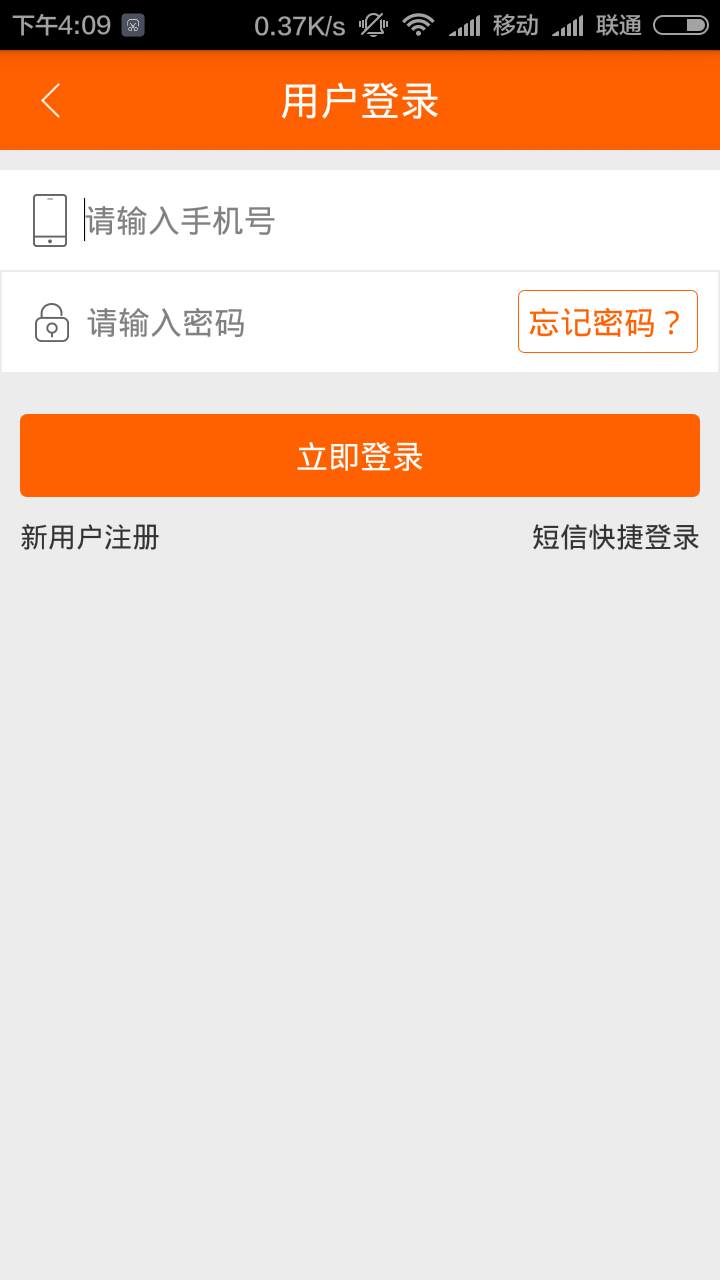 下午4:09 0.37K/s 移动 联通
用户登录
请输入手机号
请输入密码 忘记密码？
立即登录
新用户注册 短信快捷登录